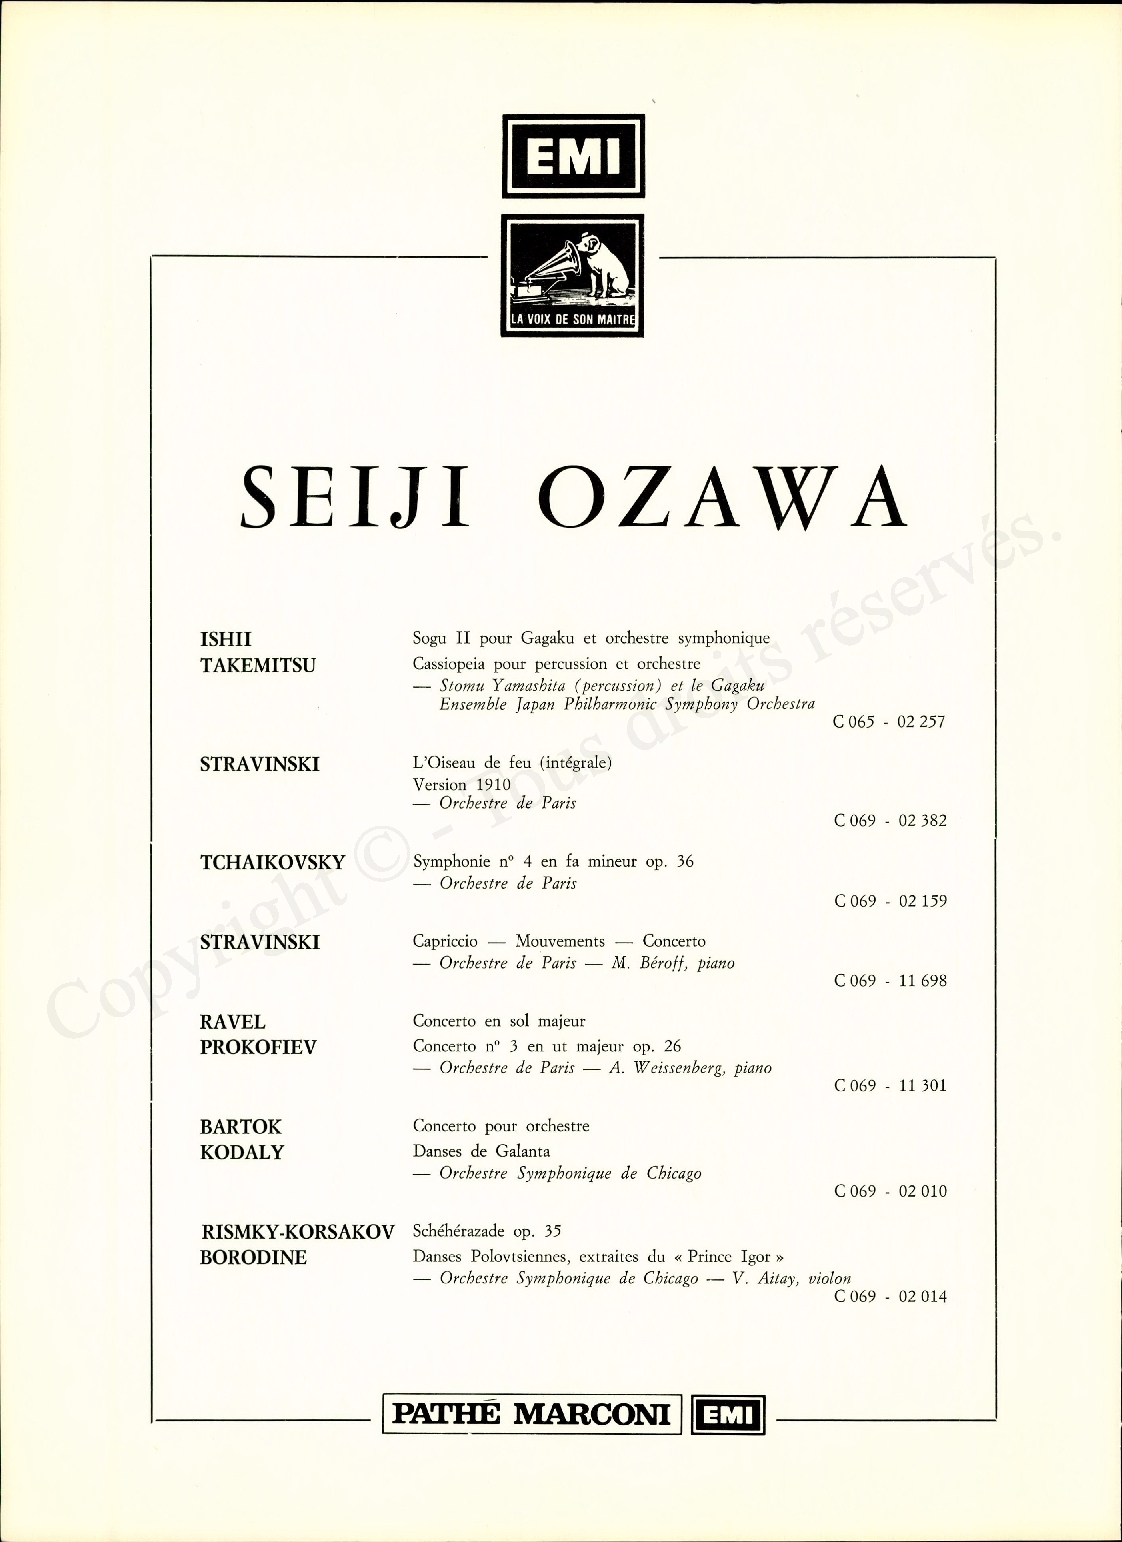 EMI
LA VOIX DE SON MAITRE
SEIJI OZAWA
ISHII Sogu II pour Gagaku et orchestre symphonique
TAKEMITSU Cassiopeia pour percussion et orchestre
— Stomu Yamashita (percussion) et le Gagaku
Ensemble Japan Philharmonic Symphony Orchestra
C 065 - 02 257
STRAVINSKI L'Oiseau de feu (intégrale)
Version 1910
— Orchestre de Paris
C 069 - 02 382
TCHAIKOVSKY Symphonie nº 4 en fa mineur op. 36
— Orchestre de Paris
C 069 - 02 159
STRAVINSKI Capriccio — Mouvements — Concerto
— Orchestre de Paris — M. Béroff, piano
C 069 - 11 698
RAVEL Concerto en sol majeur
PROKOFIEV Concerto nº 3 en ut majeur op. 26
— Orchestre de Paris — A. Weissenberg, piano
C 069 - 11 301
BARTOK Concerto pour orchestre
KODALY Danses de Galanta
— Orchestre Symphonique de Chicago
C 069 - 02 010
RISMKY-KORSAKOV Schéhérazade op. 35
BORODINE Danses Polovtsiennes, extraites du « Prince Igor »
— Orchestre Symphonique de Chicago — V. Aitay, violon
C 069 - 02 014
PATHÉ MARCONI EMI
Copyright © - Tous droits réservés.